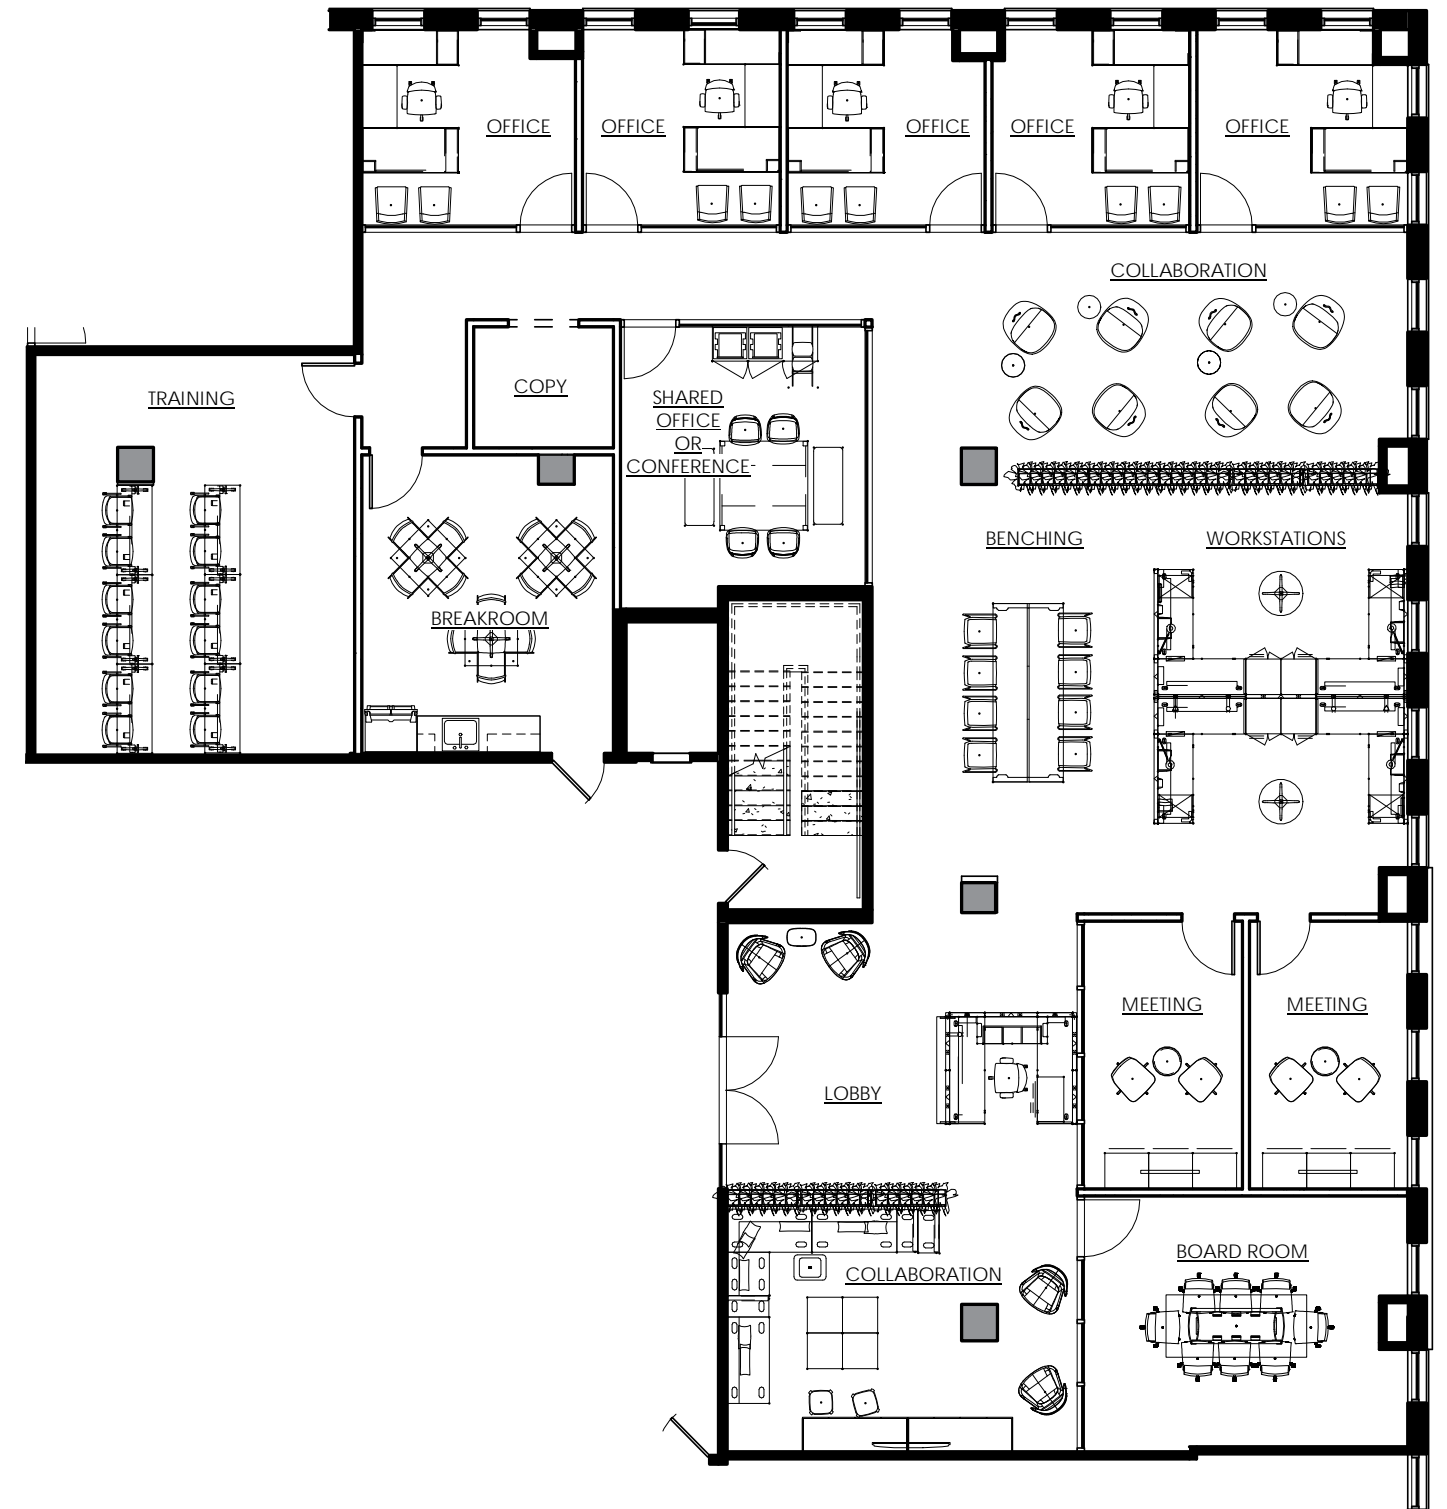 OFFICE
OFFICE
OFFICE
OFFICE
OFFICE
COLLABORATION
TRAINING
COPY
SHARED
OFFICE
OR
CONFERENCE
BENCHING
WORKSTATIONS
BREAKROOM
MEETING
MEETING
LOBBY
BOARD ROOM
COLLABORATION